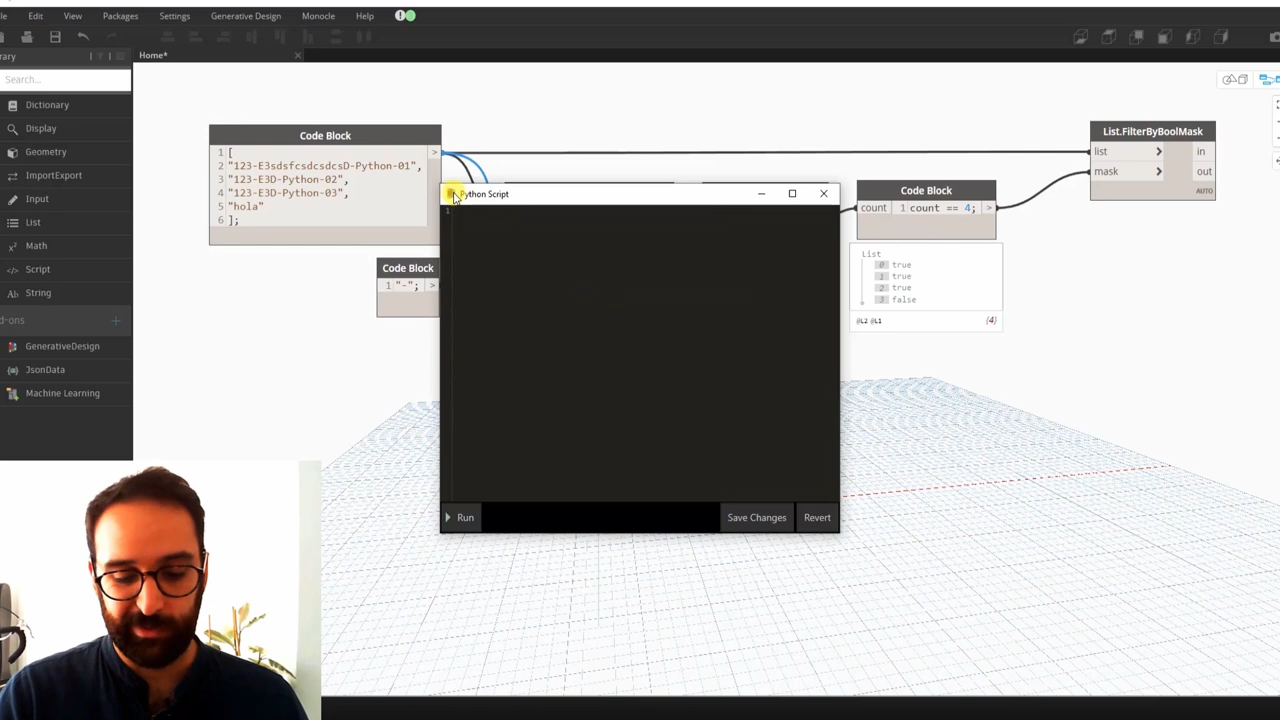 le Edit View Packages Settings Generative Design Monocle Help
Home*
rary
Search...
Dictionary
Display
Geometry
ImportExport
Input
List
Math
Script
String
d-ons
GenerativeDesign
JsonData
Machine Learning
Code Block
1 [
2 "123-E3sdsfcsdcsdcsD-Python-01",
3 "123-E3D-Python-02",
4 "123-E3D-Python-03",
5 "hola"
6 ];
>
Code Block
1 "-"; >
Python Script
1
Run
Save Changes
Revert
Code Block
count 1 count == 4; >
List
0 true
1 true
2 true
3 false
@L2 @L1 {4}
List.FilterByBoolMask
list > in
mask > out
AUTO